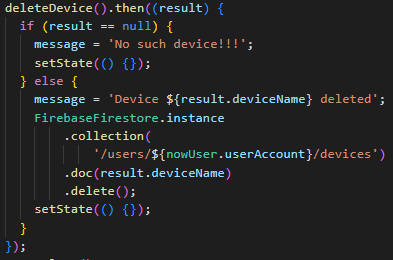 deleteDevice().then((result) {
  if (result == null) {
    message = 'No such device!!!';
    setState(() {});
  } else {
    message = 'Device ${result.deviceName} deleted';
    FirebaseFirestore.instance
        .collection(
            '/users/${nowUser.userAccount}/devices')
        .doc(result.deviceName)
        .delete();
    setState(() {});
  }
});